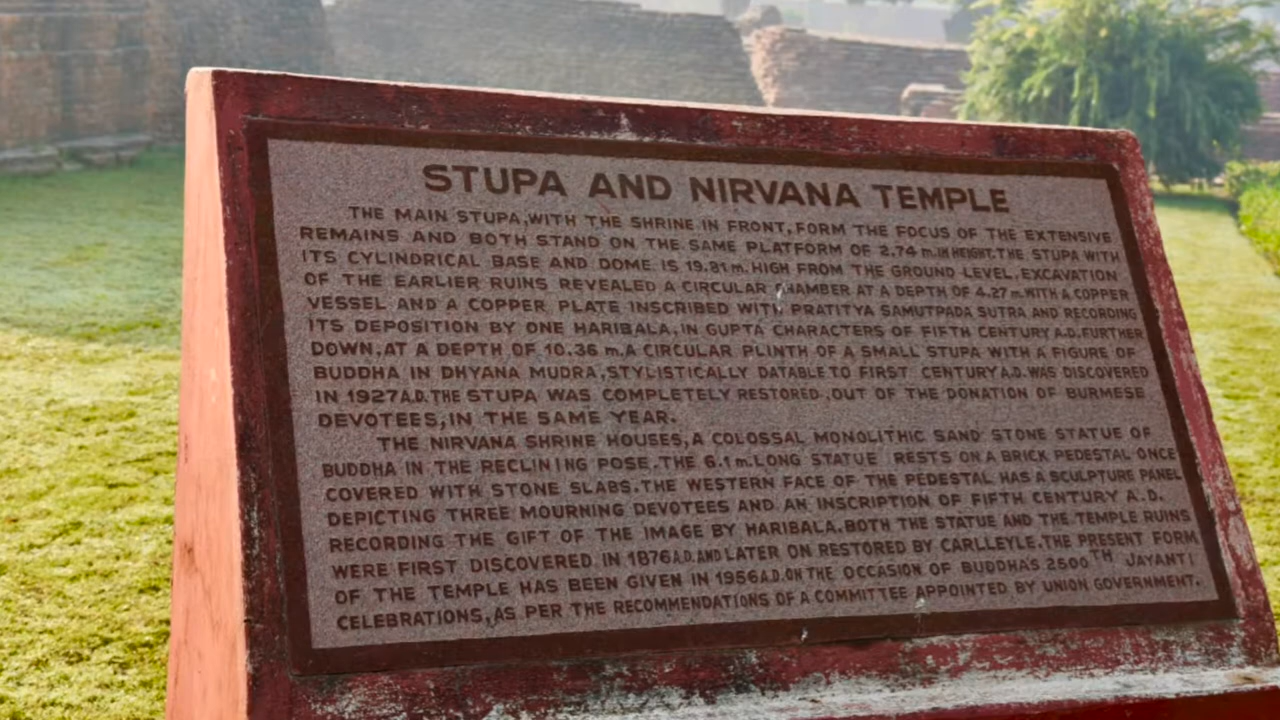 STUPA AND NIRVANA TEMPLE
THE MAIN STUPA,WITH THE SHRINE IN FRONT,FORM THE FOCUS OF THE EXTENSIVE
REMAINS AND BOTH STAND ON THE SAME PLATFORM OF 2.74 m.IN HEIGHT.THE STUPA WITH
ITS CYLINDRICAL BASE AND DOME IS 19.81 m. HIGH FROM THE GROUND LEVEL.EXCAVATION
OF THE EARLIER RUINS REVEALED A CIRCULAR CHAMBER AT A DEPTH OF 4.27 m.WITH A COPPER
VESSEL AND A COPPER PLATE INSCRIBED WITH PRATITYA SAMUTPADA SUTRA AND RECORDING
ITS DEPOSITION BY ONE HARIBALA,IN GUPTA CHARACTERS OF FIFTH CENTURY A.D.FURTHER
DOWN,AT A DEPTH OF 10.36 m.A CIRCULAR PLINTH OF A SMALL STUPA WITH A FIGURE OF
BUDDHA IN DHYANA MUDRA,STYLISTICALLY DATABLE TO FIRST CENTURY A.D.WAS DISCOVERED
IN 1927A.D.THE STUPA WAS COMPLETELY RESTORED.OUT OF THE DONATION OF BURMESE
DEVOTEES,IN THE SAME YEAR.
THE NIRVANA SHRINE HOUSES,A COLOSSAL MONOLITHIC SAND STONE STATUE OF
BUDDHA IN THE RECLINING POSE.THE 6.1 m.LONG STATUE RESTS ON A BRICK PEDESTAL ONCE
COVERED WITH STONE SLABS.THE WESTERN FACE OF THE PEDESTAL HAS A SCULPTURE PANEL
DEPICTING THREE MOURNING DEVOTEES AND AN INSCRIPTION OF FIFTH CENTURY A.D.
RECORDING THE GIFT OF THE IMAGE BY HARIBALA.BOTH THE STATUE AND THE TEMPLE RUINS
WERE FIRST DISCOVERED IN 1876A.D.AND LATER ON RESTORED BY CARLLEYLE.THE PRESENT FORM
OF THE TEMPLE HAS BEEN GIVEN IN 1956A.D.ON THE OCCASION OF BUDDHA'S 2500TH JAYANTI
CELEBRATIONS,AS PER THE RECOMMENDATIONS OF A COMMITTEE APPOINTED BY UNION GOVERNMENT.